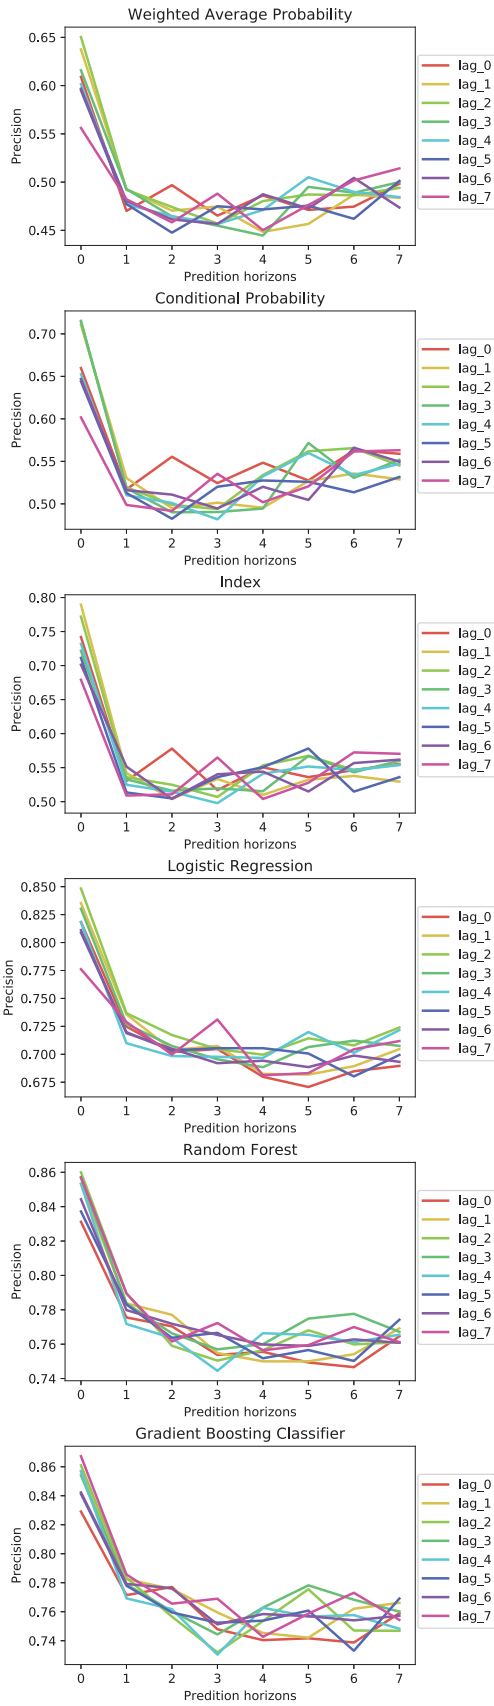 Weighted Average Probability
0.65
0.60
0.55
0.50
0.45
Precision
0 1 2 3 4 5 6 7
Predition horizons
lag_0
lag_1
lag_2
lag_3
lag_4
lag_5
lag_6
lag_7
Conditional Probability
0.70
0.65
0.60
0.55
0.50
Precision
0 1 2 3 4 5 6 7
Predition horizons
lag_0
lag_1
lag_2
lag_3
lag_4
lag_5
lag_6
lag_7
Index
0.80
0.75
0.70
0.65
0.60
0.55
0.50
Precision
0 1 2 3 4 5 6 7
Predition horizons
lag_0
lag_1
lag_2
lag_3
lag_4
lag_5
lag_6
lag_7
Logistic Regression
0.850
0.825
0.800
0.775
0.750
0.725
0.700
0.675
Precision
0 1 2 3 4 5 6 7
Predition horizons
lag_0
lag_1
lag_2
lag_3
lag_4
lag_5
lag_6
lag_7
Random Forest
0.86
0.84
0.82
0.80
0.78
0.76
0.74
Precision
0 1 2 3 4 5 6 7
Predition horizons
lag_0
lag_1
lag_2
lag_3
lag_4
lag_5
lag_6
lag_7
Gradient Boosting Classifier
0.86
0.84
0.82
0.80
0.78
0.76
0.74
Precision
0 1 2 3 4 5 6 7
Predition horizons
lag_0
lag_1
lag_2
lag_3
lag_4
lag_5
lag_6
lag_7